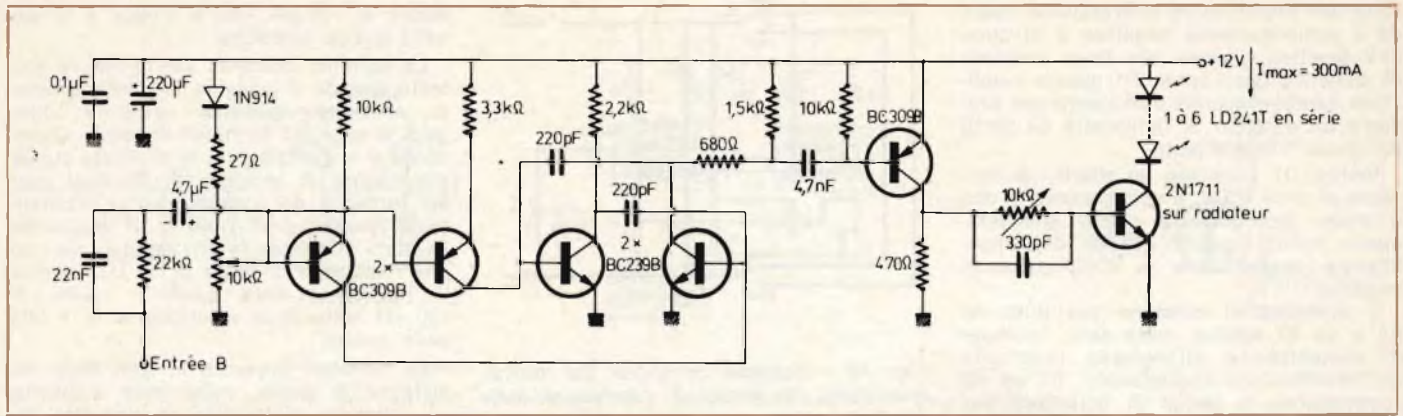 +12V
Imax = 300mA
0,1µF
220µF
1N914
10kΩ
3,3kΩ
2,2kΩ
1,5kΩ
10kΩ
BC309B
1 à 6 LD241T en série
220pF
27Ω
680Ω
4,7nF
4,7µF
220pF
10kΩ
2N1711
sur radiateur
22nF
22kΩ
10kΩ
BC309B
2×
2×
BC239B
470Ω
330pF
Entrée B